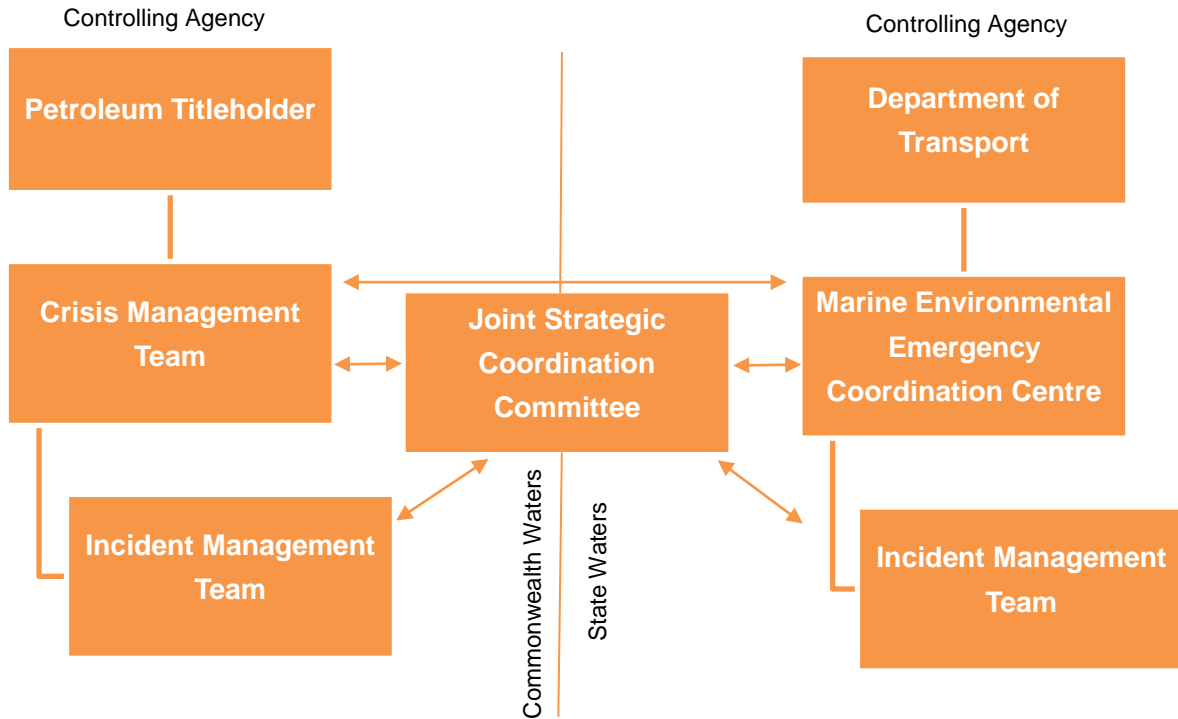 Controlling Agency
Petroleum Titleholder
Crisis Management
Team
Incident Management
Team
Joint Strategic
Coordination
Committee
Commonwealth Waters
State Waters
Controlling Agency
Department of
Transport
Marine Environmental
Emergency
Coordination Centre
Incident Management
Team